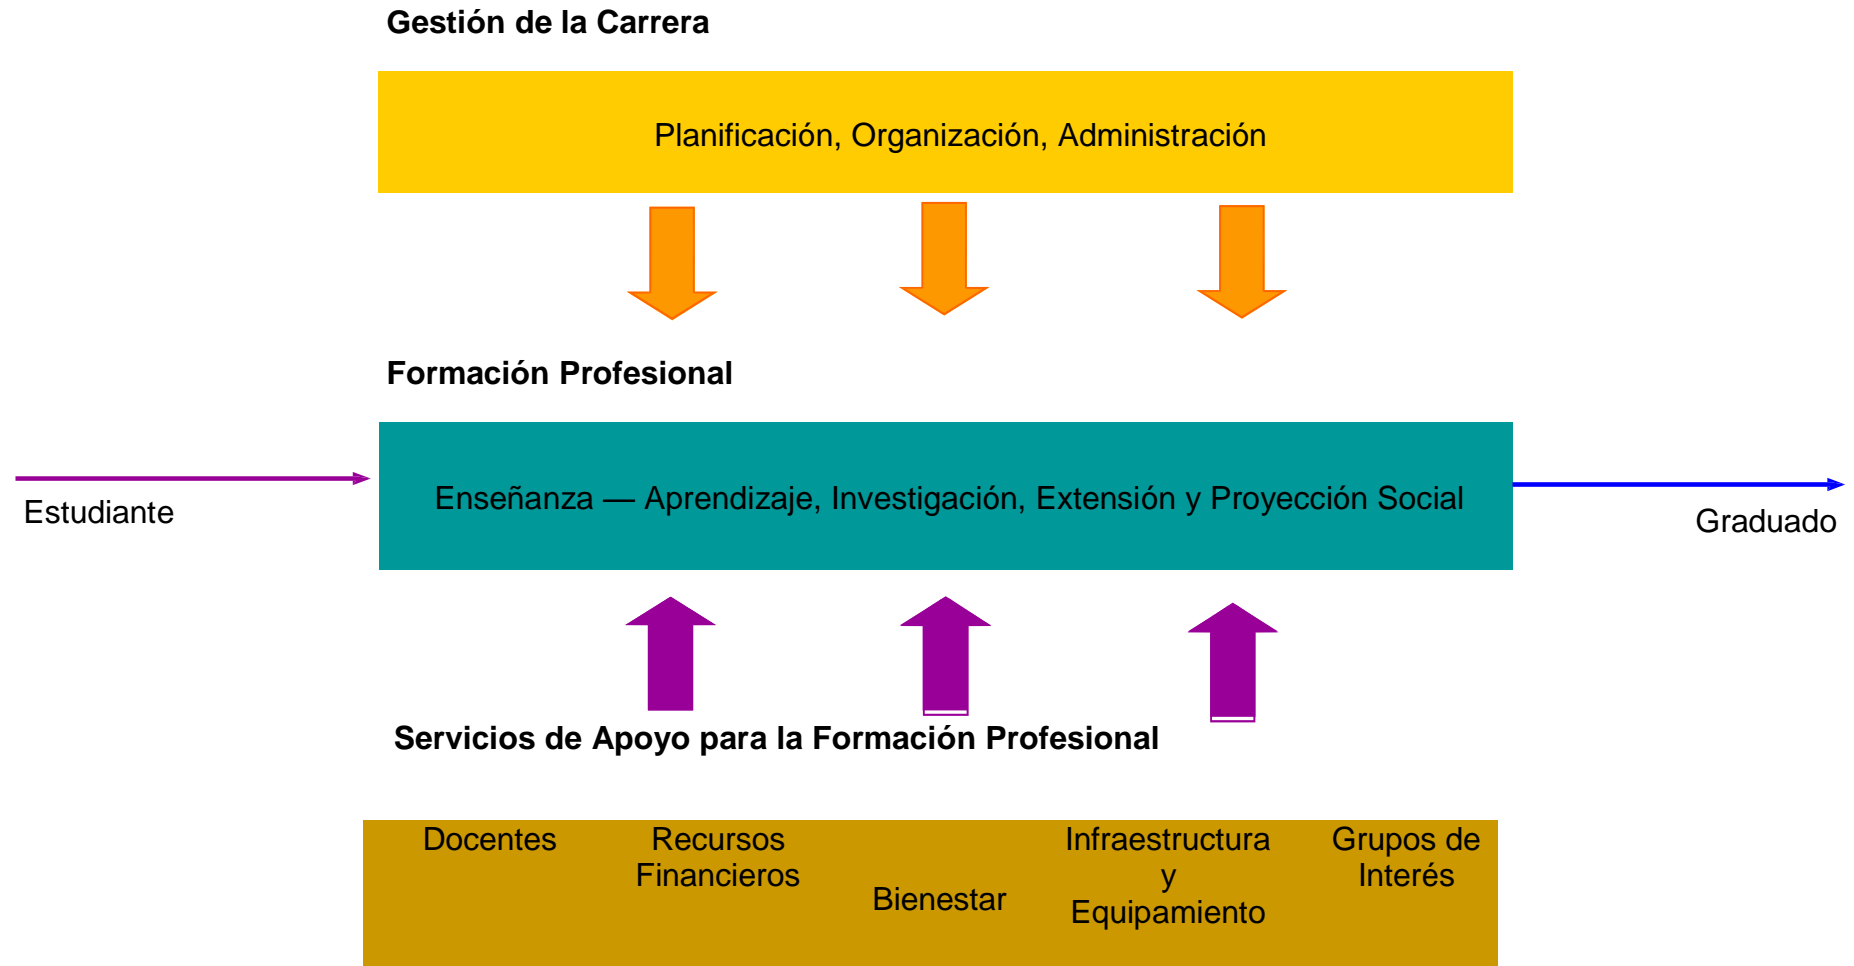 Gestión de la Carrera
Planificación, Organización, Administración
Formación Profesional
Enseñanza — Aprendizaje, Investigación, Extensión y Proyección Social
Estudiante
Graduado
Servicios de Apoyo para la Formación Profesional
Docentes
Recursos
Financieros
Bienestar
Infraestructura
y
Equipamiento
Grupos de
Interés